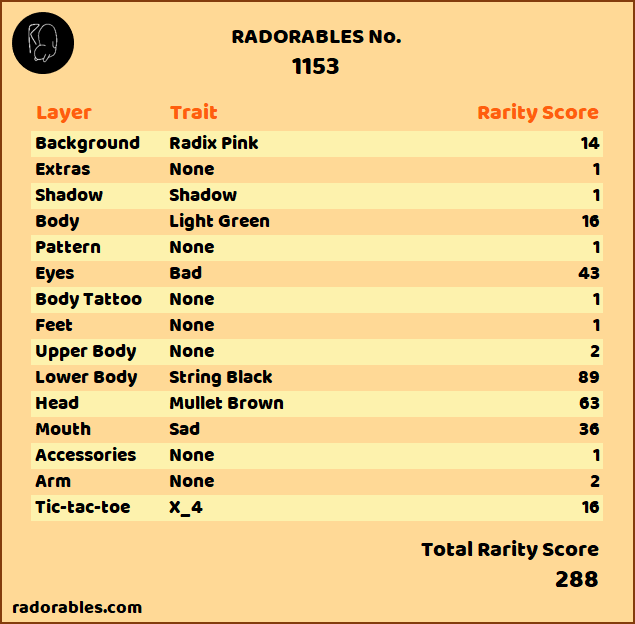 RADORABLES No.
1153
Layer Trait Rarity Score
Background Radix Pink 14
Extras None 1
Shadow Shadow 1
Body Light Green 16
Pattern None 1
Eyes Bad 43
Body Tattoo None 1
Feet None 1
Upper Body None 2
Lower Body String Black 89
Head Mullet Brown 63
Mouth Sad 36
Accessories None 1
Arm None 2
Tic-tac-toe X_4 16
Total Rarity Score
288
radorables.com